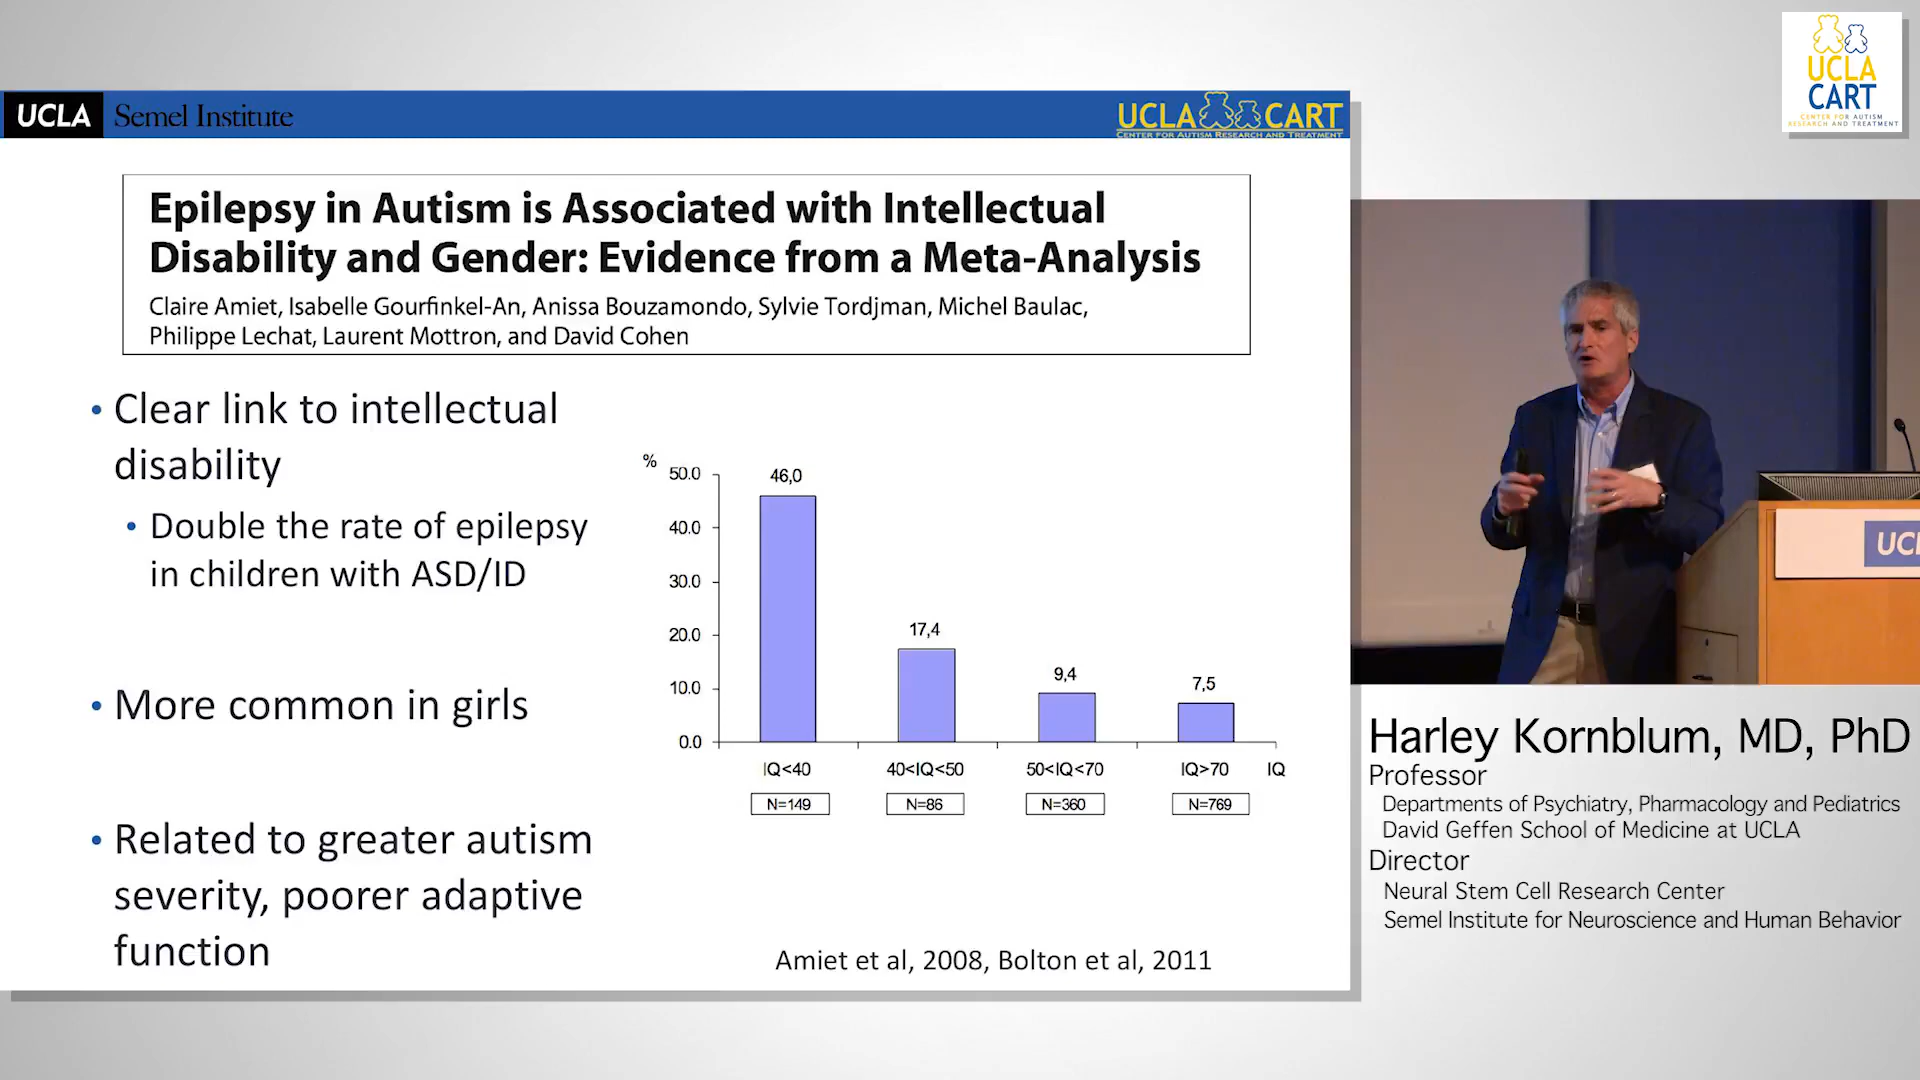 UCLA
CART
CENTER FOR AUTISM
RESEARCH AND TREATMENT
UCLA Semel Institute
UCLA CART
CENTER FOR AUTISM RESEARCH AND TREATMENT
Epilepsy in Autism is Associated with Intellectual
Disability and Gender: Evidence from a Meta-Analysis
Claire Amiet, Isabelle Gourfinkel-An, Anissa Bouzamondo, Sylvie Tordjman, Michel Baulac,
Philippe Lechat, Laurent Mottron, and David Cohen
• Clear link to intellectual
disability
• Double the rate of epilepsy
in children with ASD/ID
• More common in girls
• Related to greater autism
severity, poorer adaptive
function
%
50.0
40.0
30.0
20.0
10.0
0.0
46,0
17,4
9,4
7,5
IQ<40 40<IQ<50 50<IQ<70 IQ>70 IQ
N=149 N=86 N=360 N=769
Amiet et al, 2008, Bolton et al, 2011
UCL
Harley Kornblum, MD, PhD
Professor
Departments of Psychiatry, Pharmacology and Pediatrics
David Geffen School of Medicine at UCLA
Director
Neural Stem Cell Research Center
Semel Institute for Neuroscience and Human Behavior